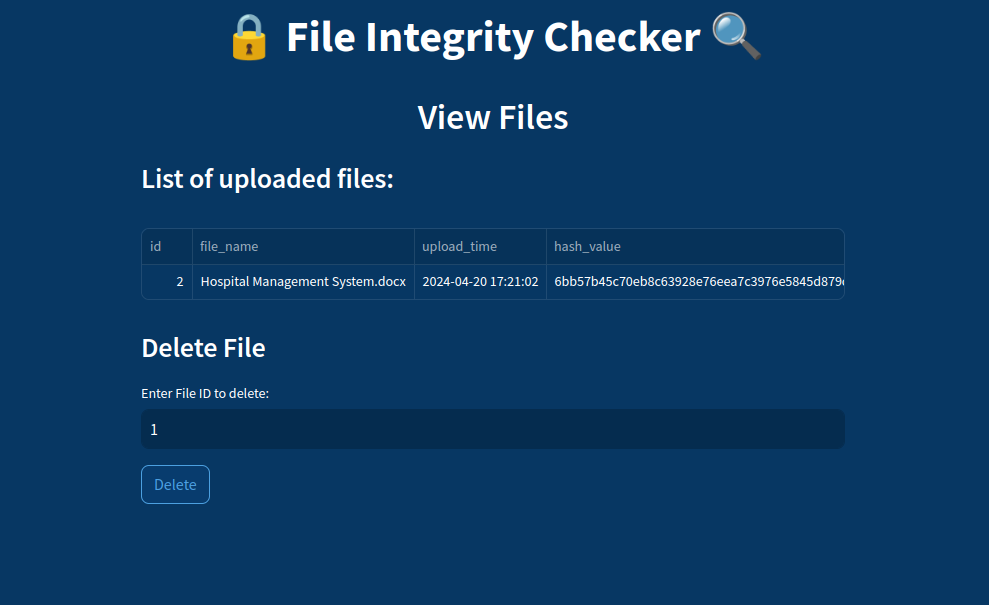 🔒 File Integrity Checker 🔍
View Files
List of uploaded files:
id file_name upload_time hash_value
2 Hospital Management System.docx 2024-04-20 17:21:02 6bb57b45c70eb8c63928e76eea7c3976e5845d879
Delete File
Enter File ID to delete:
1
Delete